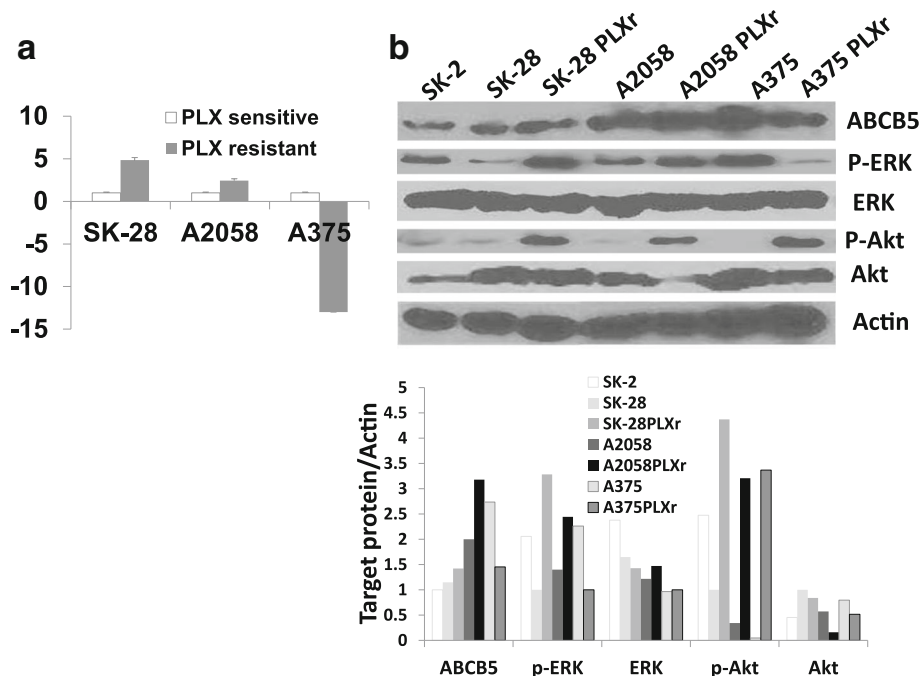 a
10
5
0
-5
-10
-15
PLX sensitive
PLX resistant
SK-28 A2058 A375
b
SK-2 SK-28 SK-28 PLXr A2058 A2058 PLXr A375 A375 PLXr
ABCB5
P-ERK
ERK
P-Akt
Akt
Actin
Target protein/Actin
5
4.5
4
3.5
3
2.5
2
1.5
1
0.5
0
SK-2
SK-28
SK-28PLXr
A2058
A2058PLXr
A375
A375PLXr
ABCB5 p-ERK ERK p-Akt Akt